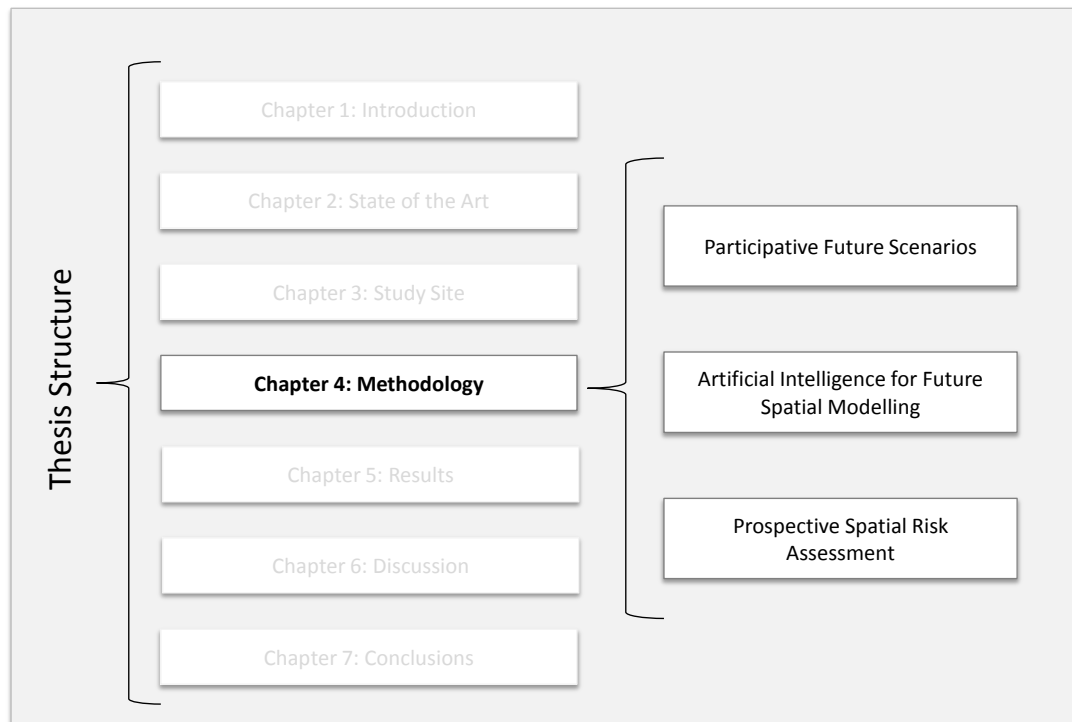 Thesis Structure
Chapter 1: Introduction
Chapter 2: State of the Art
Chapter 3: Study Site
Chapter 4: Methodology
Chapter 5: Results
Chapter 6: Discussion
Chapter 7: Conclusions
Participative Future Scenarios
Artificial Intelligence for Future
Spatial Modelling
Prospective Spatial Risk
Assessment